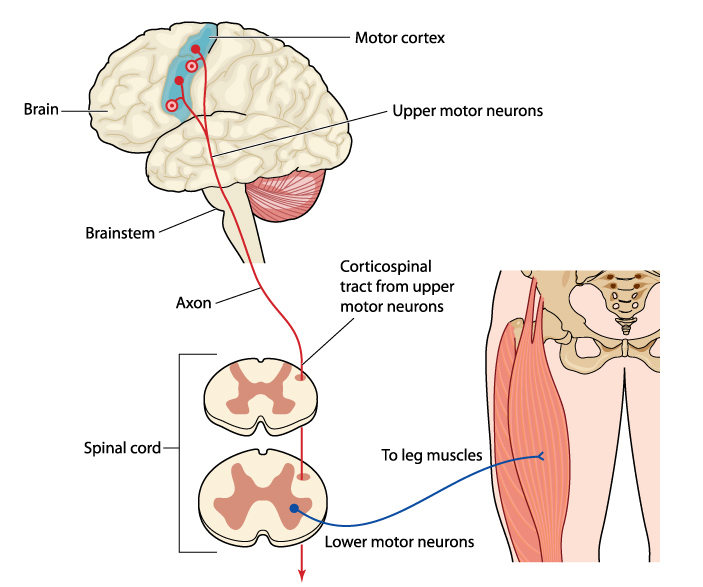 Motor cortex
Brain
Upper motor neurons
Brainstem
Corticospinal
tract from upper
motor neurons
Axon
Spinal cord
To leg muscles
Lower motor neurons